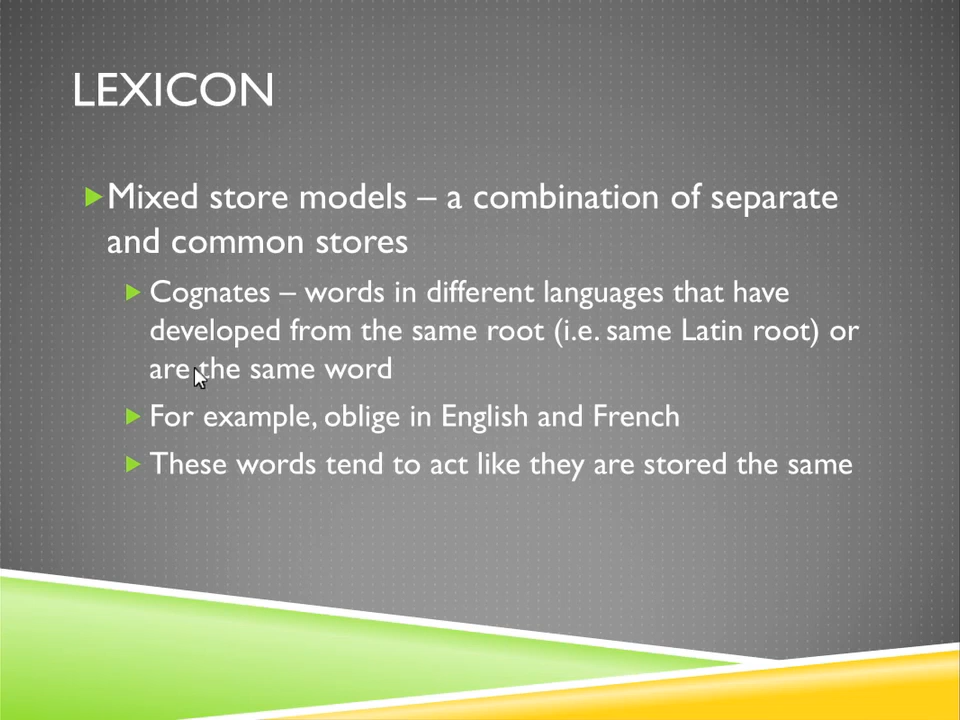 LEXICON
Mixed store models – a combination of separate
and common stores
Cognates – words in different languages that have
developed from the same root (i.e. same Latin root) or
are the same word
For example, oblige in English and French
These words tend to act like they are stored the same